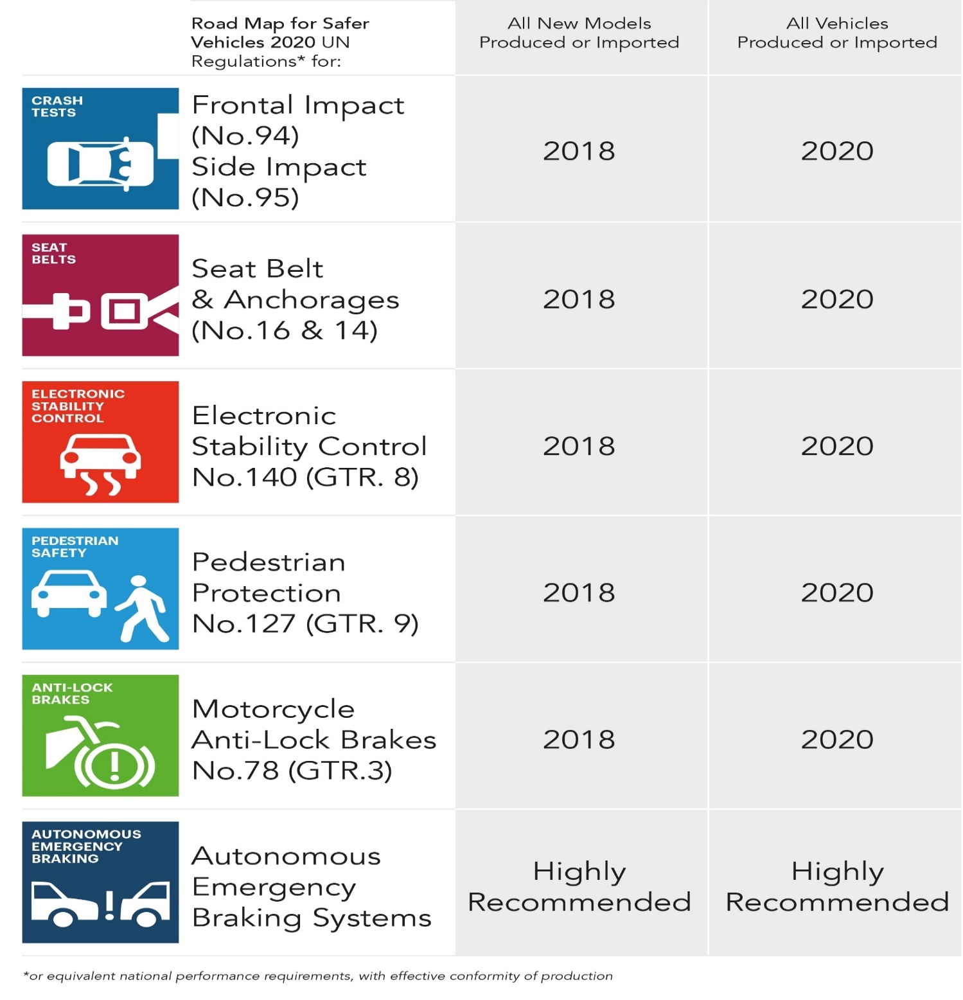 Road Map for Safer
Vehicles 2020 UN
Regulations* for:
All New Models
Produced or Imported
All Vehicles
Produced or Imported
CRASH
TESTS
Frontal Impact
(No.94)
Side Impact
(No.95)
2018
2020
SEAT
BELTS
Seat Belt
& Anchorages
(No.16 & 14)
2018
2020
ELECTRONIC
STABILITY
CONTROL
Electronic
Stability Control
No.140 (GTR. 8)
2018
2020
PEDESTRIAN
SAFETY
Pedestrian
Protection
No.127 (GTR. 9)
2018
2020
ANTI-LOCK
BRAKES
Motorcycle
Anti-Lock Brakes
No.78 (GTR.3)
2018
2020
AUTONOMOUS
EMERGENCY
BRAKING
Autonomous
Emergency
Braking Systems
Highly
Recommended
Highly
Recommended
*or equivalent national performance requirements, with effective conformity of production